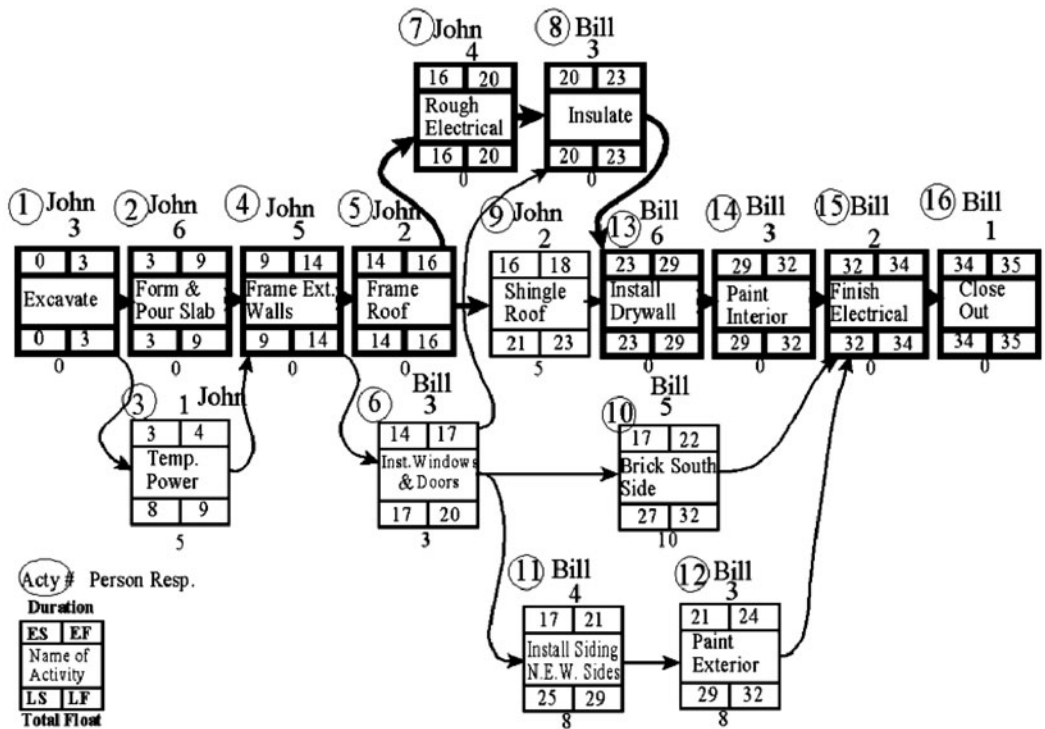 7 John
4
16 20
Rough
Electrical
16 20
0
8 Bill
3
20 23
Insulate
20 23
0
1 John
3
0 3
Excavate
0 3
0
2 John
6
3 9
Form &
Pour Slab
3 9
0
4 John
5
9 14
Frame Ext.
Walls
9 14
0
5 John
2
14 16
Frame
Roof
14 16
0
9 John
2
16 18
Shingle
Roof
21 23
5
13 Bill
6
23 29
Install
Drywall
23 29
0
14 Bill
3
29 32
Paint
Interior
29 32
0
15 Bill
2
32 34
Finish
Electrical
32 34
0
16 Bill
1
34 35
Close
Out
34 35
0
3 1 John
3 4
Temp.
Power
8 9
5
6 Bill
3
14 17
Inst.Windows
& Doors
17 20
3
10 Bill
5
17 22
Brick South
Side
27 32
10
11 Bill
4
17 21
Install Siding
N.E.W. Sides
25 29
8
12 Bill
3
21 24
Paint
Exterior
29 32
8
Acty # Person Resp.
Duration
ES EF
Name of
Activity
LS LF
Total Float